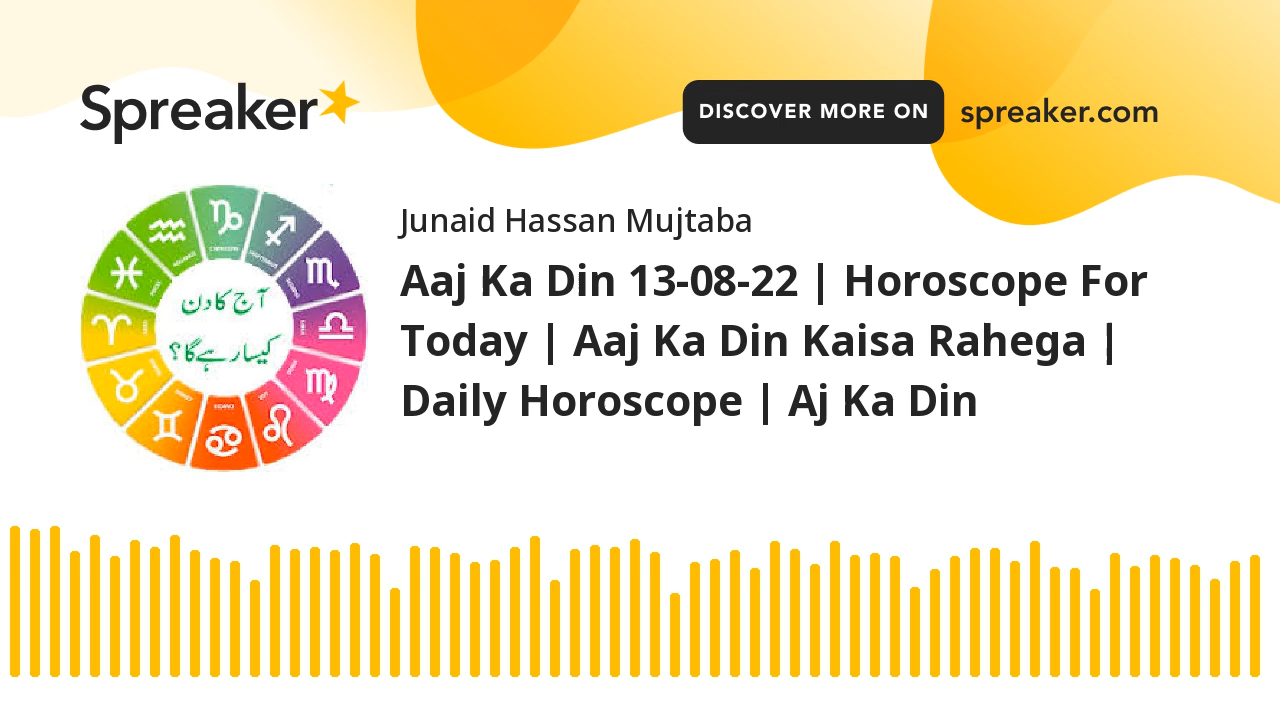 Spreaker
DISCOVER MORE ON
spreaker.com
Junaid Hassan Mujtaba
Aaj Ka Din 13-08-22 | Horoscope For
Today | Aaj Ka Din Kaisa Rahega |
Daily Horoscope | Aj Ka Din
آج کا دن
کیسا رہے گا؟